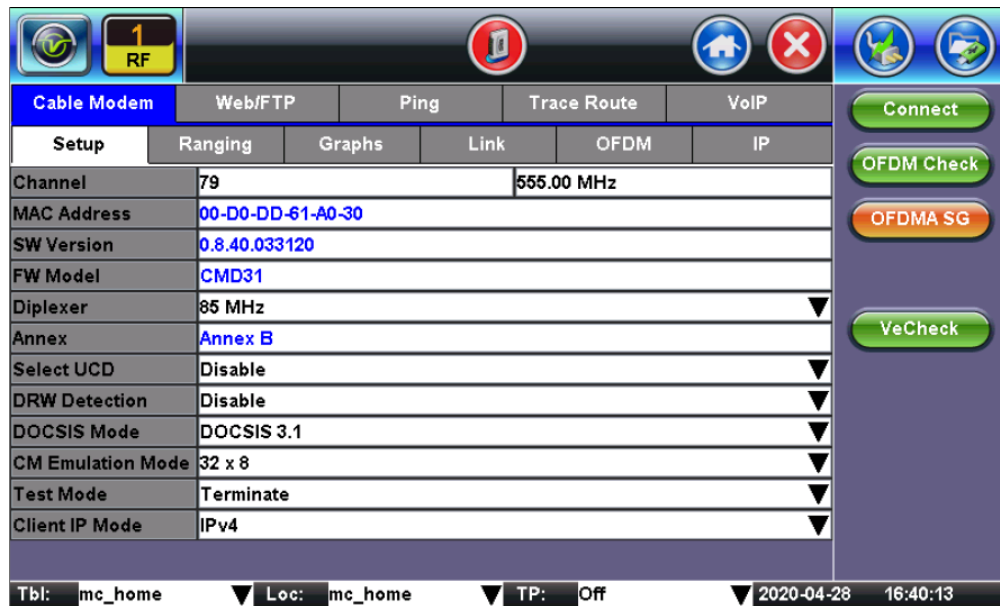 1
RF
Cable Modem Web/FTP Ping Trace Route VoIP
Setup Ranging Graphs Link OFDM IP
Channel 79 555.00 MHz
MAC Address 00-D0-DD-61-A0-30
SW Version 0.8.40.033120
FW Model CMD31
Diplexer 85 MHz
Annex Annex B
Select UCD Disable
DRW Detection Disable
DOCSIS Mode DOCSIS 3.1
CM Emulation Mode 32 x 8
Test Mode Terminate
Client IP Mode IPv4
Connect
OFDM Check
OFDMA SG
VeCheck
Tbl: mc_home Loc: mc_home TP: Off 2020-04-28 16:40:13